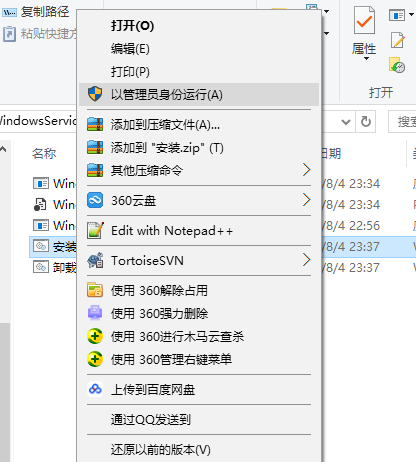 复制路径
粘贴快捷方
属性
打开
打开(O)
编辑(E)
打印(P)
以管理员身份运行(A)
添加到压缩文件(A)...
添加到 "安装.zip" (T)
其他压缩命令
360云盘
Edit with Notepad++
TortoiseSVN
使用 360解除占用
使用 360强力删除
使用 360进行木马云查杀
使用 360管理右键菜单
上传到百度网盘
通过QQ发送到
还原以前的版本(V)
WindowsServic
搜索
名称
日期
Wind
/8/4 23:34
Wind
/8/4 23:34
Wind
/8/4 22:56
安装
/8/4 23:37
卸载
/8/4 23:37